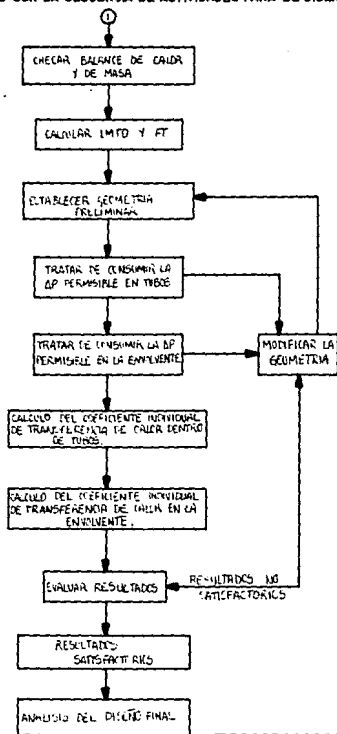 1
CHECAR BALANCE DE CALOR
Y DE MASA
CALCULAR LMTD Y FT
ESTABLECER GEOMETRIA
PRELIMINAR
TRATAR DE CONSUMIR LA
ΔP PERMISIBLE EN TUBOS
TRATAR DE CONSUMIR LA ΔP
PERMISIBLE EN LA ENVOLVENTE
MODIFICAR LA
GEOMETRIA
CALCULO DEL COEFICIENTE INDIVIDUAL
DE TRANSFERENCIA DE CALOR DENTRO
DE TUBOS.
CALCULO DEL COEFICIENTE INDIVIDUAL
DE TRANSFERENCIA DE CALOR EN LA
ENVOLVENTE.
EVALUAR RESULTADOS
RESULTADOS NO
SATISFACTORIOS
RESULTADOS
SATISFACTORIOS
ANALISIS DEL DISEÑO FINAL